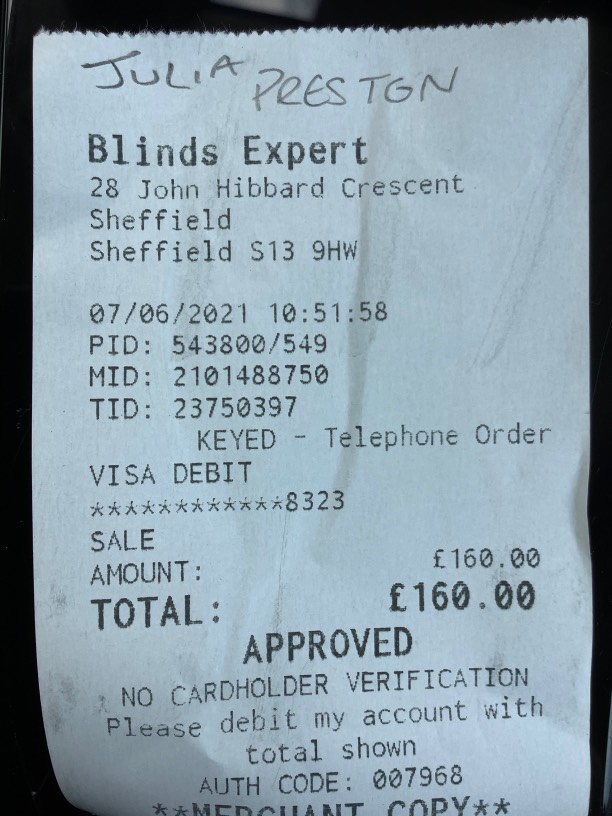 JULIA PRESTON
Blinds Expert
28 John Hibbard Crescent
Sheffield
Sheffield S13 9HW
07/06/2021 10:51:58
PID: 543800/549
MID: 2101488750
TID: 23750397
KEYED - Telephone Order
VISA DEBIT
************8323
SALE
AMOUNT: £160.00
TOTAL: £160.00
APPROVED
NO CARDHOLDER VERIFICATION
Please debit my account with
total shown
AUTH CODE: 007968
**MERCHANT COPY**